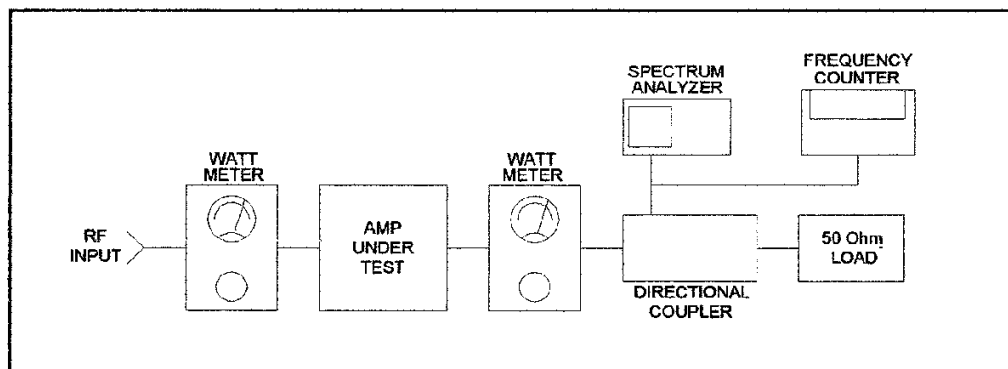 SPECTRUM
ANALYZER
FREQUENCY
COUNTER
WATT
METER
WATT
METER
RF
INPUT
AMP
UNDER
TEST
50 Ohm
LOAD
DIRECTIONAL
COUPLER